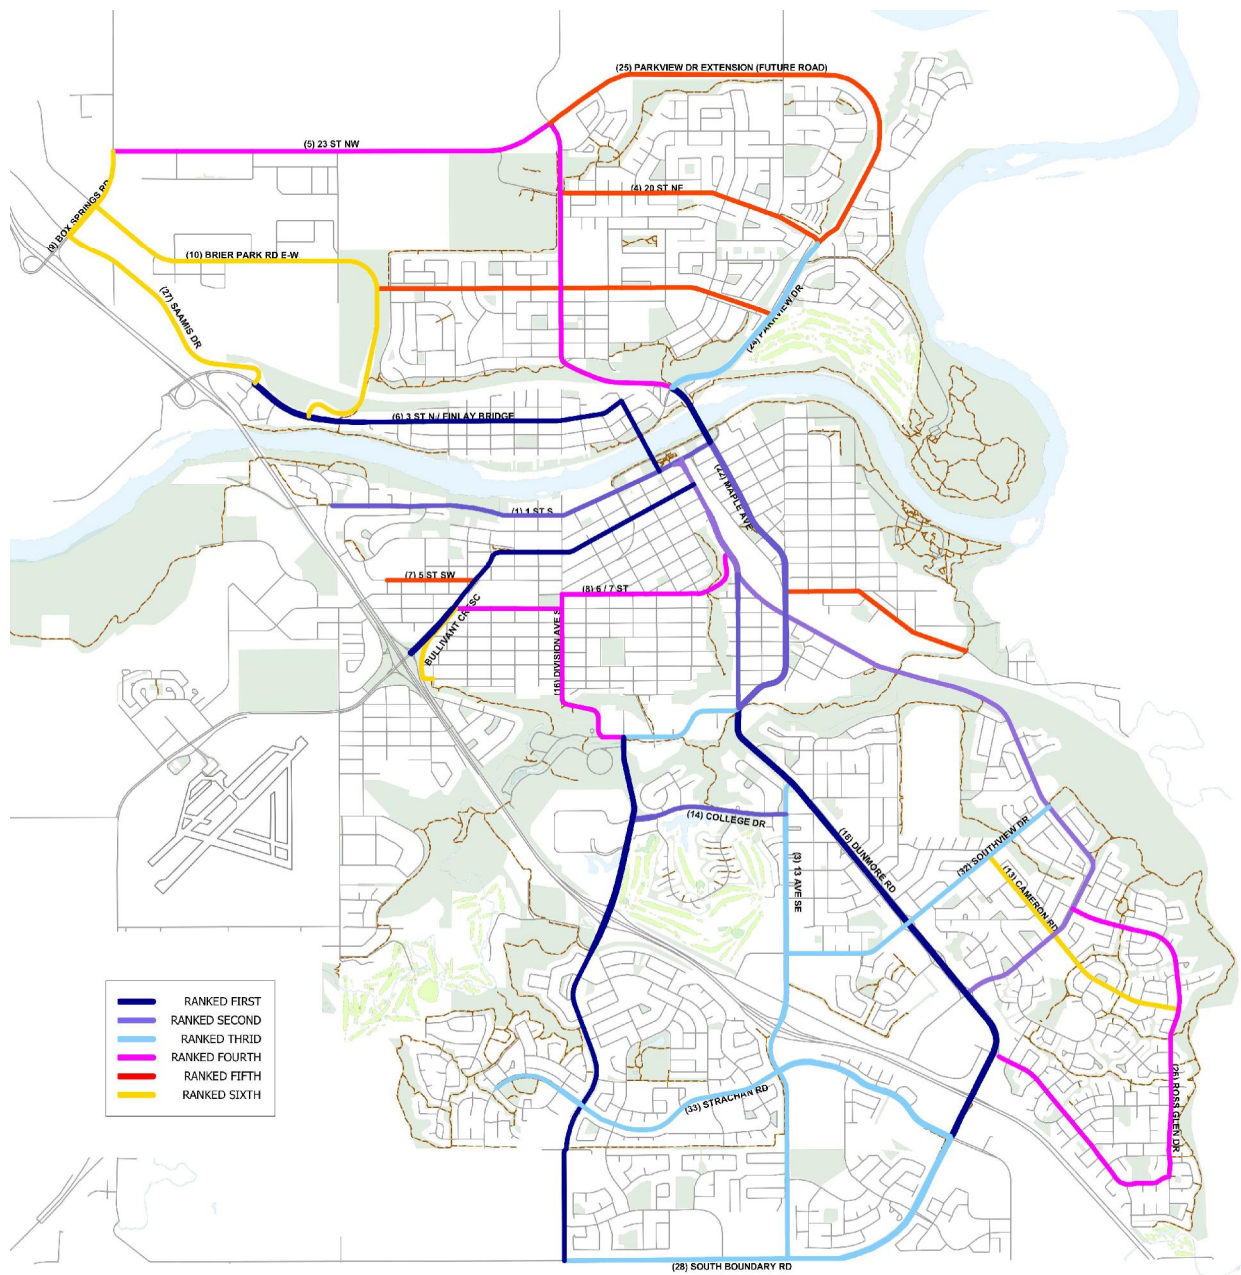 (25) PARKVIEW DR EXTENSION (FUTURE ROAD)
(5) 23 ST NW
(4) 20 ST NE
(9) BOX SPRINGS RD
(10) BRIER PARK RD E-W
(27) SAAMIS DR
(24) PARKVIEW DR
(6) 3 ST N / FINLAY BRIDGE
(22) MAPLE AVE
(1) 1 ST S
(7) 5 ST SW
(8) 6 / 7 ST
BULLIVANT CR SC
(16) DIVISION AVE S
(14) COLLEGE DR
(3) 13 AVE SE
(18) DUNMORE RD
(32) SOUTHVIEW DR
(13) CAMERON RD
RANKED FIRST
RANKED SECOND
RANKED THRID
RANKED FOURTH
RANKED FIFTH
RANKED SIXTH
(33) STRACHAN RD
(26) ROSS GLEN DR
(28) SOUTH BOUNDARY RD